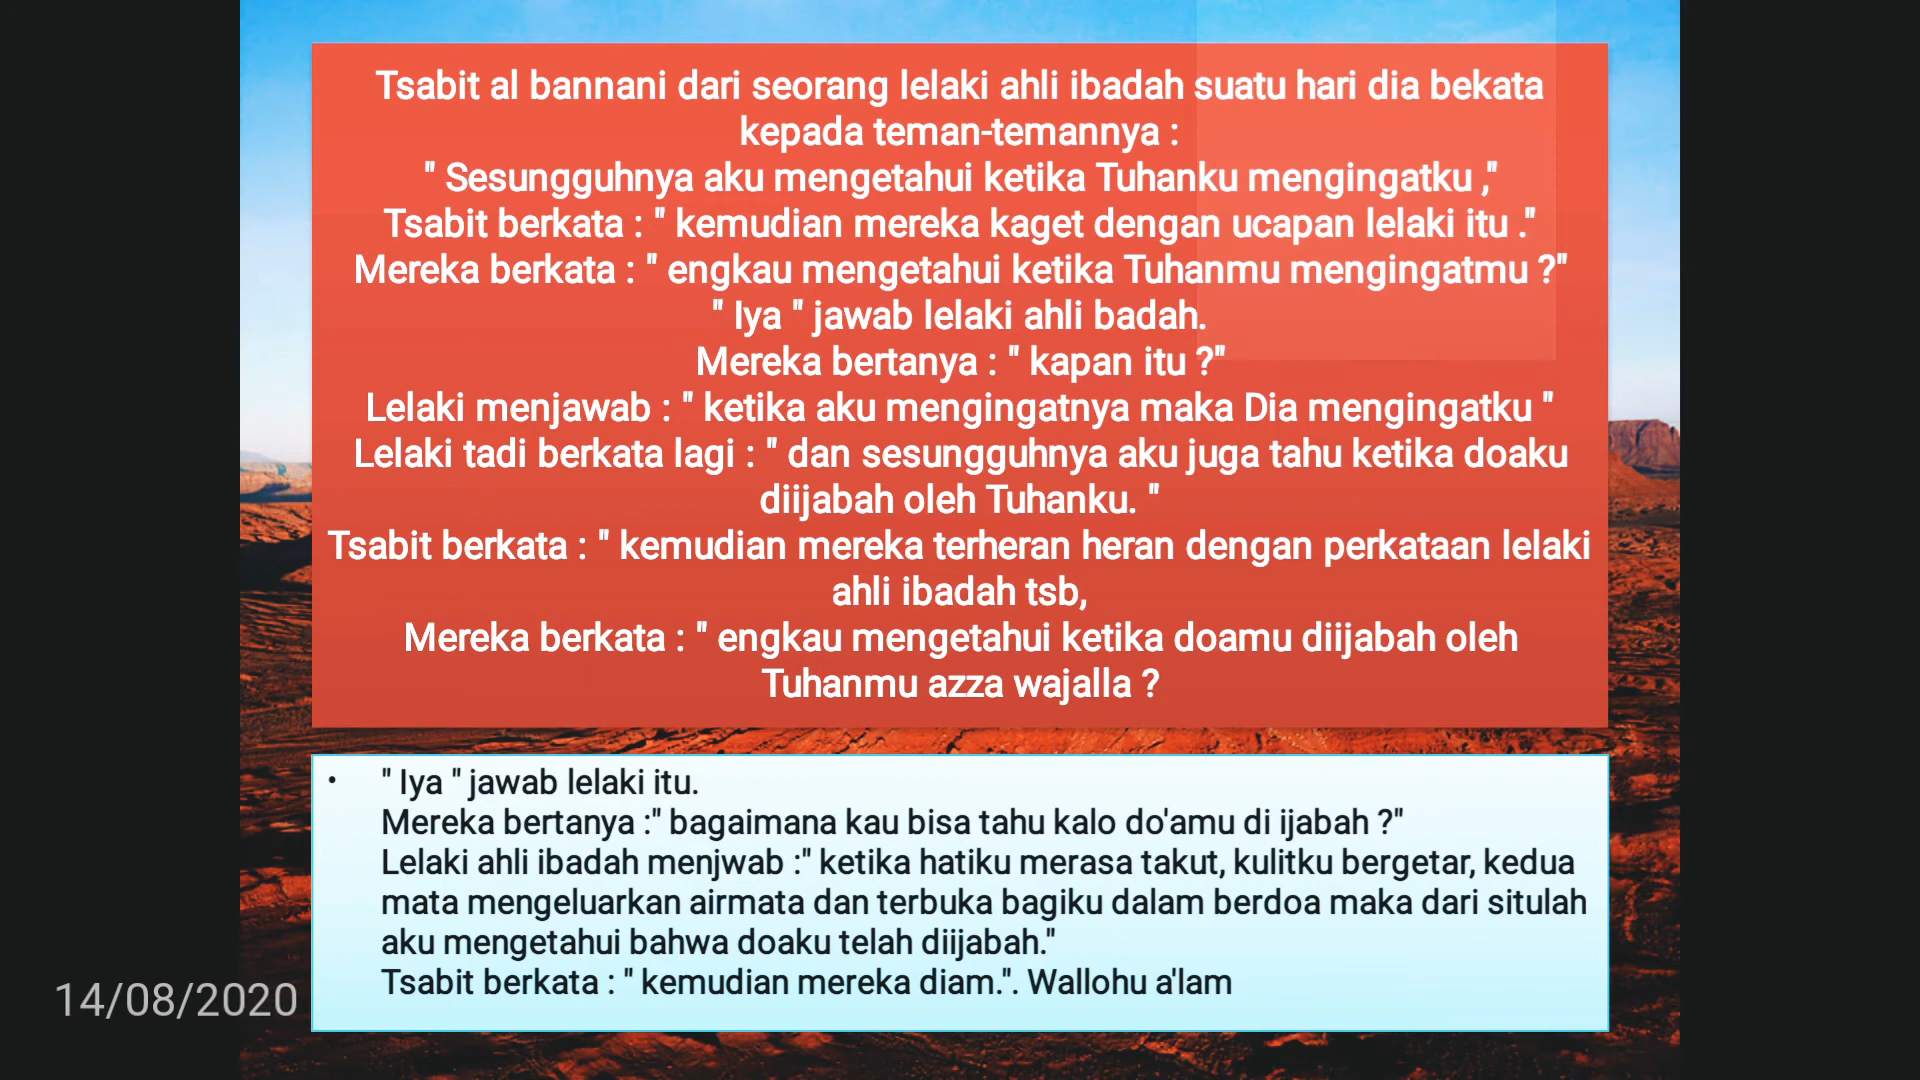 Tsabit al bannani dari seorang lelaki ahli ibadah suatu hari dia bekata
kepada teman-temannya :
" Sesungguhnya aku mengetahui ketika Tuhanku mengingatku ,"
Tsabit berkata : " kemudian mereka kaget dengan ucapan lelaki itu ."
Mereka berkata : " engkau mengetahui ketika Tuhanmu mengingatmu ?"
" Iya " jawab lelaki ahli badah.
Mereka bertanya : " kapan itu ?"
Lelaki menjawab : " ketika aku mengingatnya maka Dia mengingatku "
Lelaki tadi berkata lagi : " dan sesungguhnya aku juga tahu ketika doaku
diijabah oleh Tuhanku. "
Tsabit berkata : " kemudian mereka terheran heran dengan perkataan lelaki
ahli ibadah tsb,
Mereka berkata : " engkau mengetahui ketika doamu diijabah oleh
Tuhanmu azza wajalla ?
• " Iya " jawab lelaki itu.
Mereka bertanya :" bagaimana kau bisa tahu kalo do'amu di ijabah ?"
Lelaki ahli ibadah menjwab :" ketika hatiku merasa takut, kulitku bergetar, kedua
mata mengeluarkan airmata dan terbuka bagiku dalam berdoa maka dari situlah
aku mengetahui bahwa doaku telah diijabah."
Tsabit berkata : " kemudian mereka diam.". Wallohu a'lam
14/08/2020